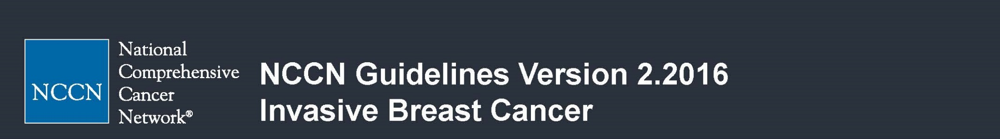 NCCN
National
Comprehensive
Cancer
Network®
NCCN Guidelines Version 2.2016
Invasive Breast Cancer